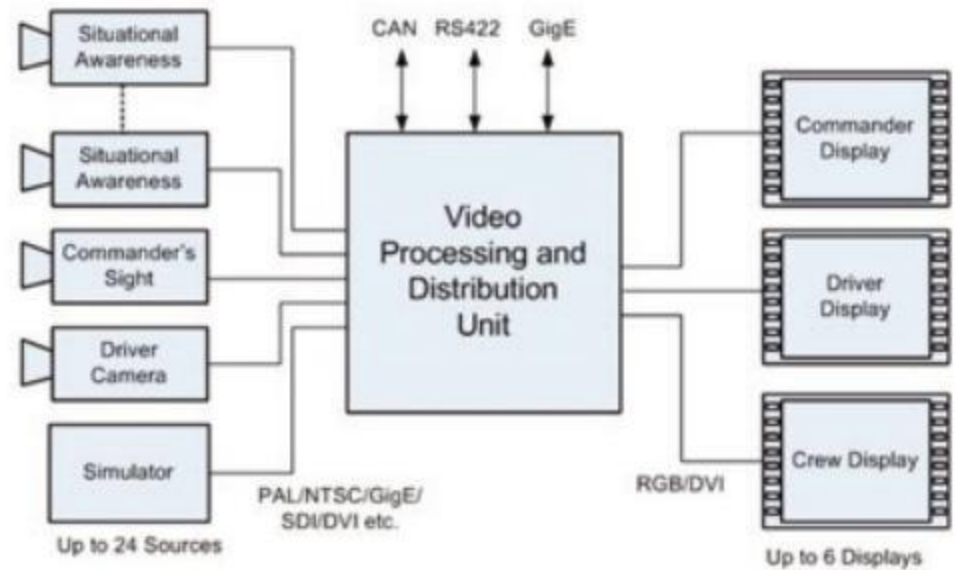 Situational
Awareness
Situational
Awareness
Commander's
Sight
Driver
Camera
Simulator
Up to 24 Sources
PAL/NTSC/GigE/
SDI/DVI etc.
CAN RS422 GigE
Video
Processing and
Distribution
Unit
RGB/DVI
Commander
Display
Driver
Display
Crew Display
Up to 6 Displays